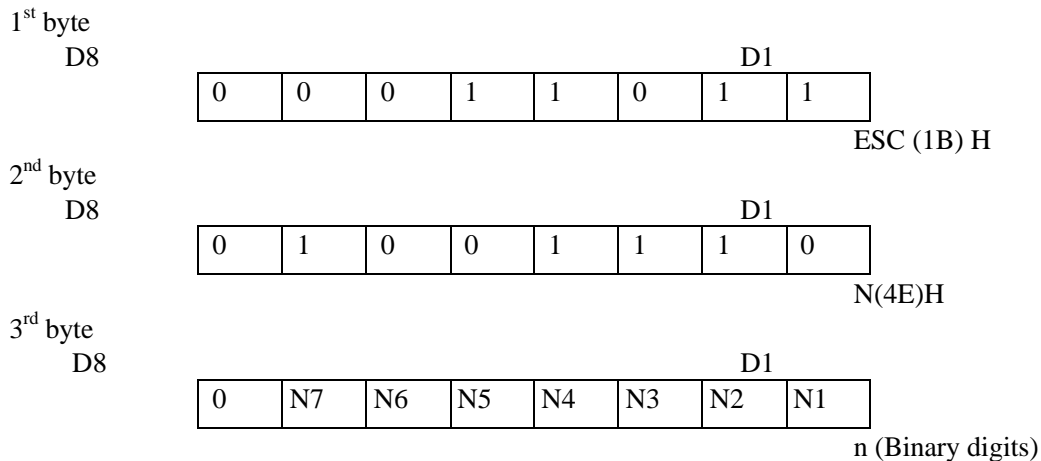 1st byte
D8 D1
0 0 0 1 1 0 1 1
ESC (1B) H
2nd byte
D8 D1
0 1 0 0 1 1 1 0
N(4E)H
3rd byte
D8 D1
0 N7 N6 N5 N4 N3 N2 N1
n (Binary digits)